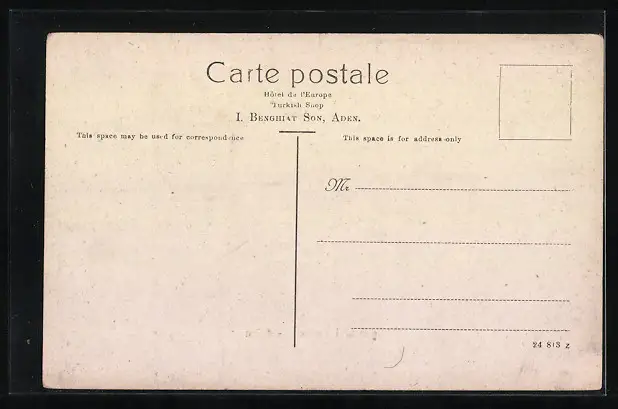 Carte postale
Hôtel de l'Europe
Turkish Shop
I. Benghiat Son, Aden.
This space may be used for correspondence
This space is for address only
Mr
24 813 z